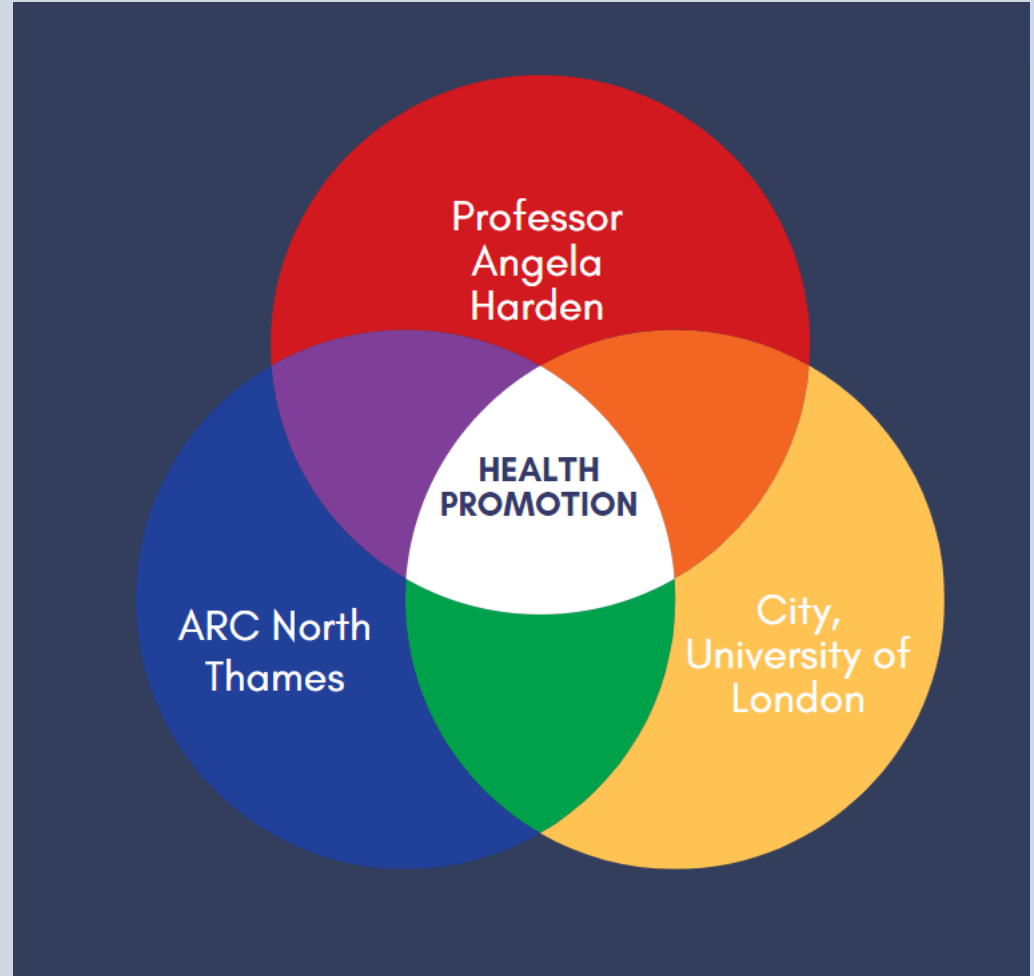 Professor
Angela
Harden
HEALTH
PROMOTION
ARC North
Thames
City,
University of
London